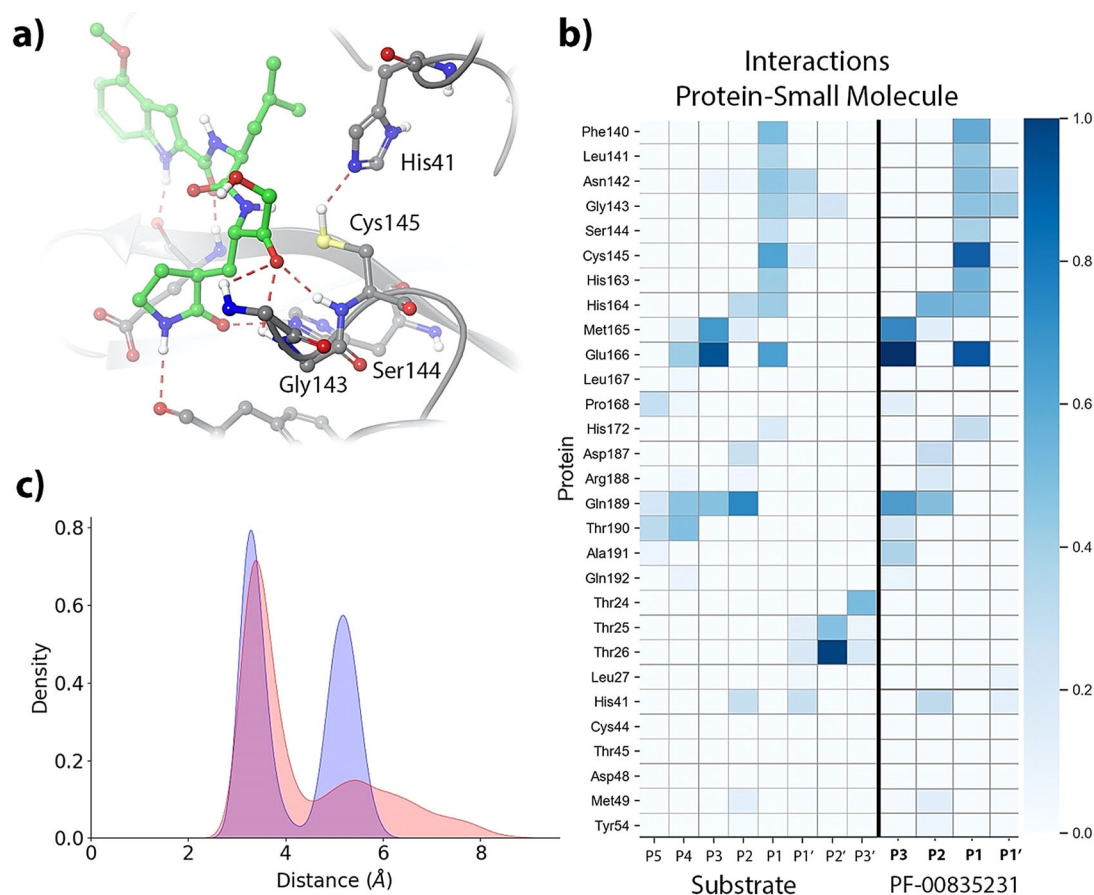 a)
His41
Cys145
Ser144
Gly143
b)
Interactions
Protein-Small Molecule
Protein
Phe140
Leu141
Asn142
Gly143
Ser144
Cys145
His163
His164
Met165
Glu166
Leu167
Pro168
His172
Asp187
Arg188
Gln189
Thr190
Ala191
Gln192
Thr24
Thr25
Thr26
Leu27
His41
Cys44
Thr45
Asp48
Met49
Tyr54
P5 P4 P3 P2 P1 P1′ P2′ P3′ P3 P2 P1 P1′
Substrate PF-00835231
1.0
0.8
0.6
0.4
0.2
0.0
c)
Density
0.8
0.6
0.4
0.2
0.0
0 2 4 6 8
Distance (Å)